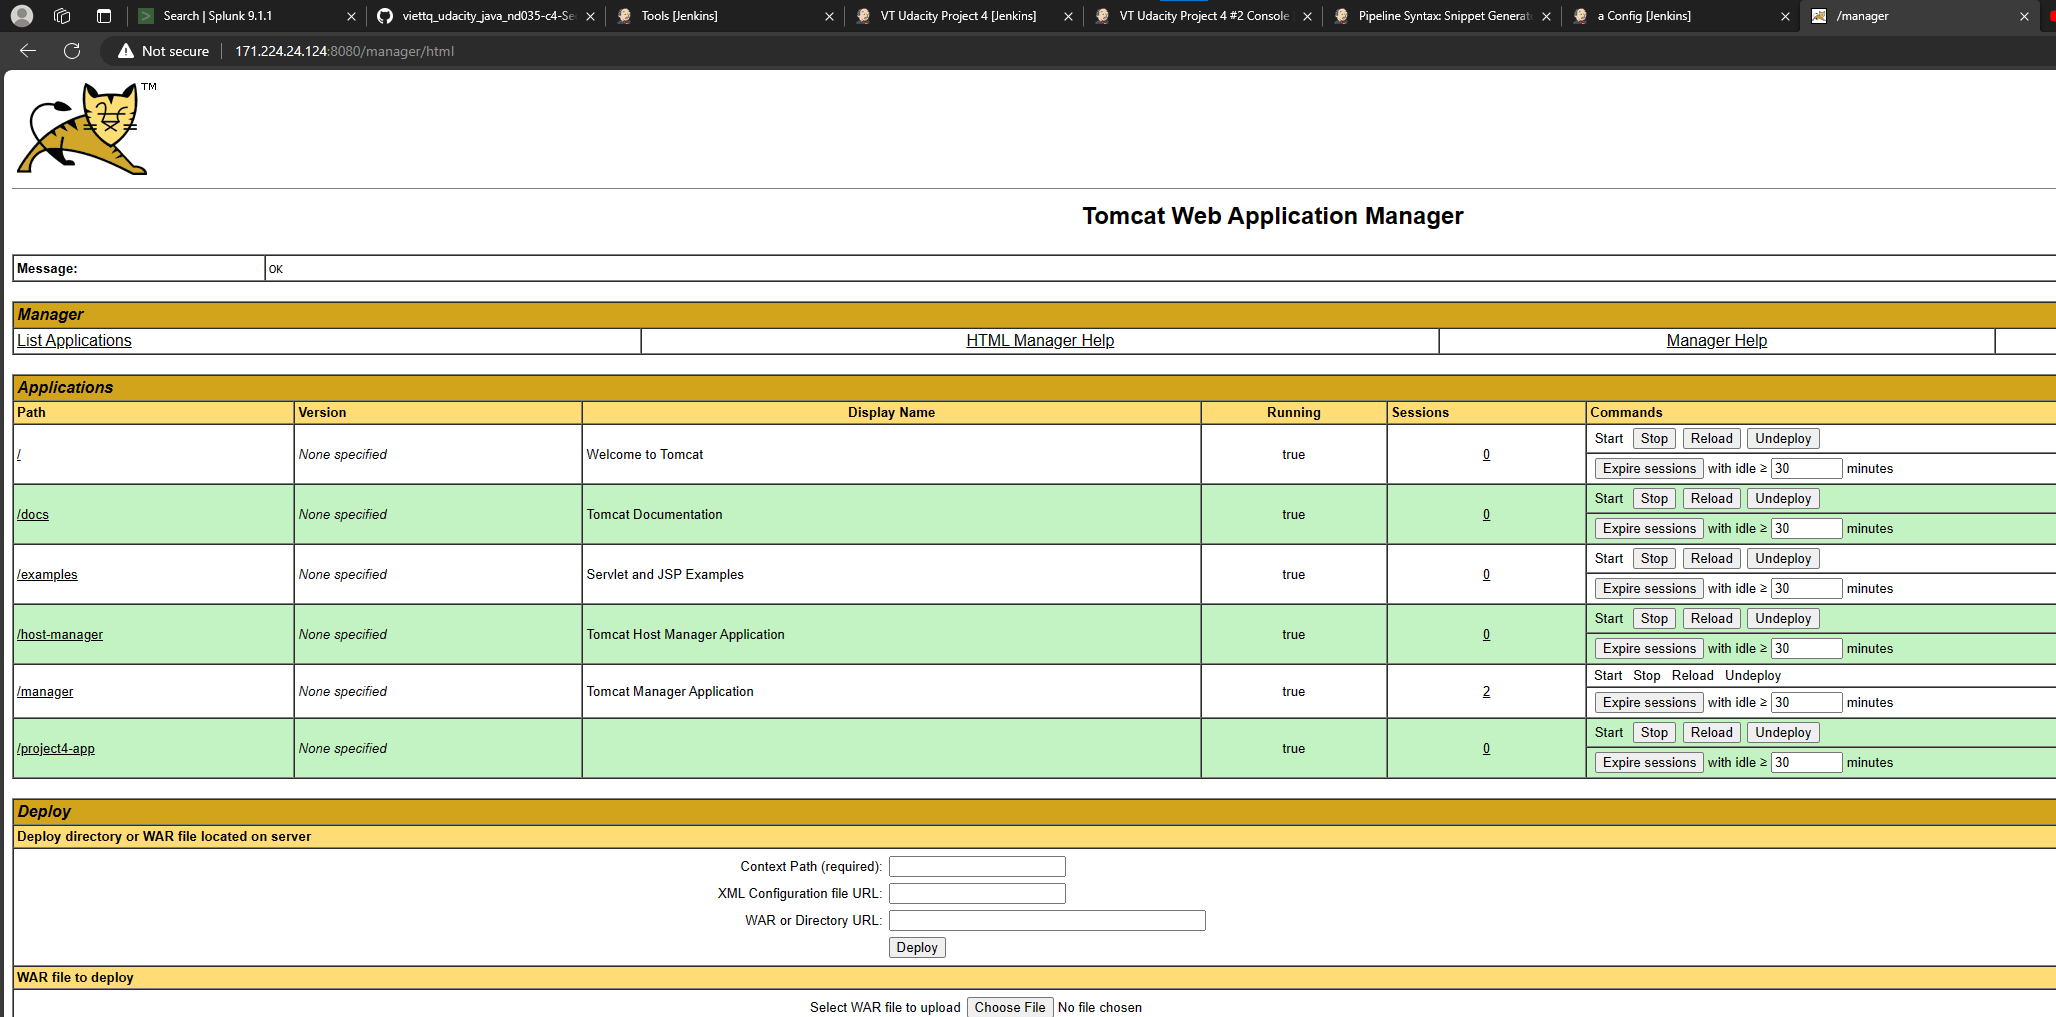 Search | Splunk 9.1.1
viettq_udacity_java_nd035-c4-Se
Tools [Jenkins]
VT Udacity Project 4 [Jenkins]
VT Udacity Project 4 #2 Console
Pipeline Syntax: Snippet Generat
a Config [Jenkins]
/manager
Not secure
171.224.24.124:8080/manager/html
TM
Tomcat Web Application Manager
Message: OK
Manager
List Applications HTML Manager Help Manager Help
Applications
Path Version Display Name Running Sessions Commands
/ None specified Welcome to Tomcat true 0 Start Stop Reload Undeploy
Expire sessions with idle ≥ 30 minutes
/docs None specified Tomcat Documentation true 0 Start Stop Reload Undeploy
Expire sessions with idle ≥ 30 minutes
/examples None specified Servlet and JSP Examples true 0 Start Stop Reload Undeploy
Expire sessions with idle ≥ 30 minutes
/host-manager None specified Tomcat Host Manager Application true 0 Start Stop Reload Undeploy
Expire sessions with idle ≥ 30 minutes
/manager None specified Tomcat Manager Application true 2 Start Stop Reload Undeploy
Expire sessions with idle ≥ 30 minutes
/project4-app None specified true 0 Start Stop Reload Undeploy
Expire sessions with idle ≥ 30 minutes
Deploy
Deploy directory or WAR file located on server
Context Path (required):
XML Configuration file URL:
WAR or Directory URL:
Deploy
WAR file to deploy
Select WAR file to upload Choose File No file chosen